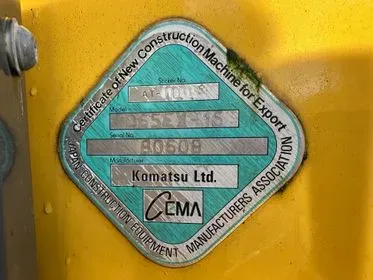 Certificate of New Construction Machine for Export
Sticker No.
Model
Serial No.
80608
Manufacturer
Komatsu Ltd.
CEMA
JAPAN CONSTRUCTION EQUIPMENT MANUFACTURERS ASSOCIATION